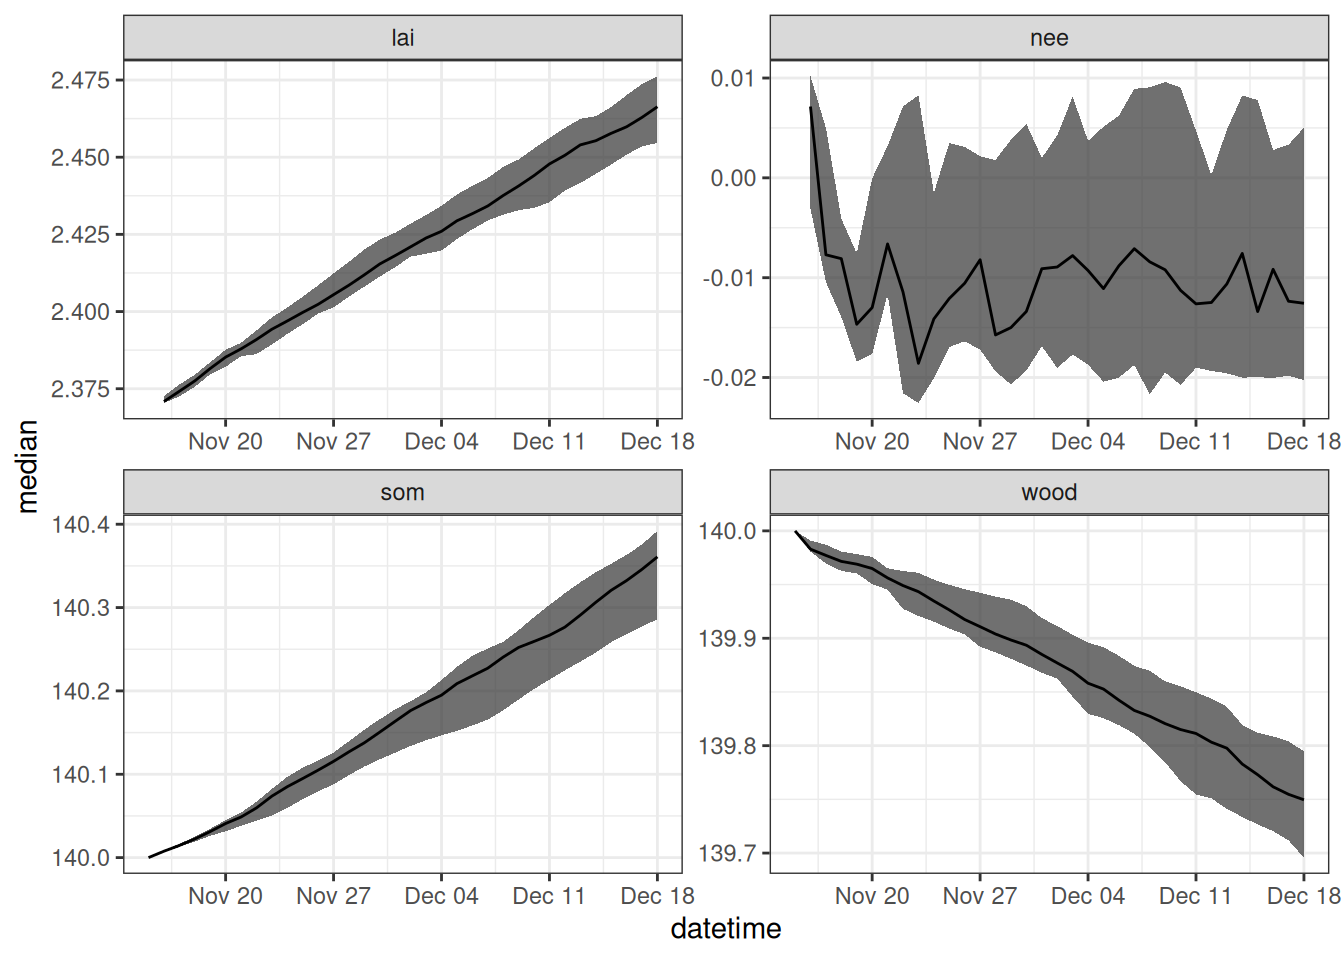 lai
nee
2.475
2.450
2.425
2.400
2.375
0.01
0.00
-0.01
-0.02
Nov 20 Nov 27 Dec 04 Dec 11 Dec 18
Nov 20 Nov 27 Dec 04 Dec 11 Dec 18
median
som
wood
140.4
140.3
140.2
140.1
140.0
140.0
139.9
139.8
139.7
Nov 20 Nov 27 Dec 04 Dec 11 Dec 18
Nov 20 Nov 27 Dec 04 Dec 11 Dec 18
datetime